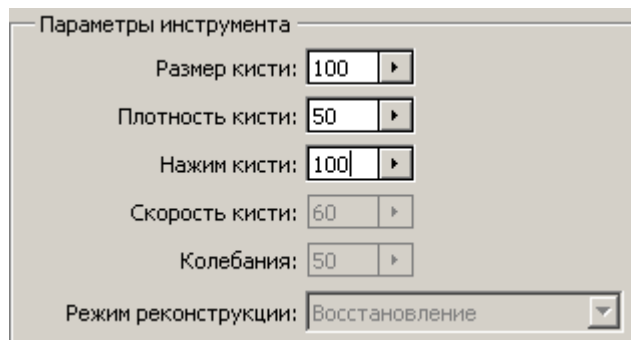 Параметры инструмента
Размер кисти: 100
Плотность кисти: 50
Нажим кисти: 100
Скорость кисти: 60
Колебания: 50
Режим реконструкции: Восстановление